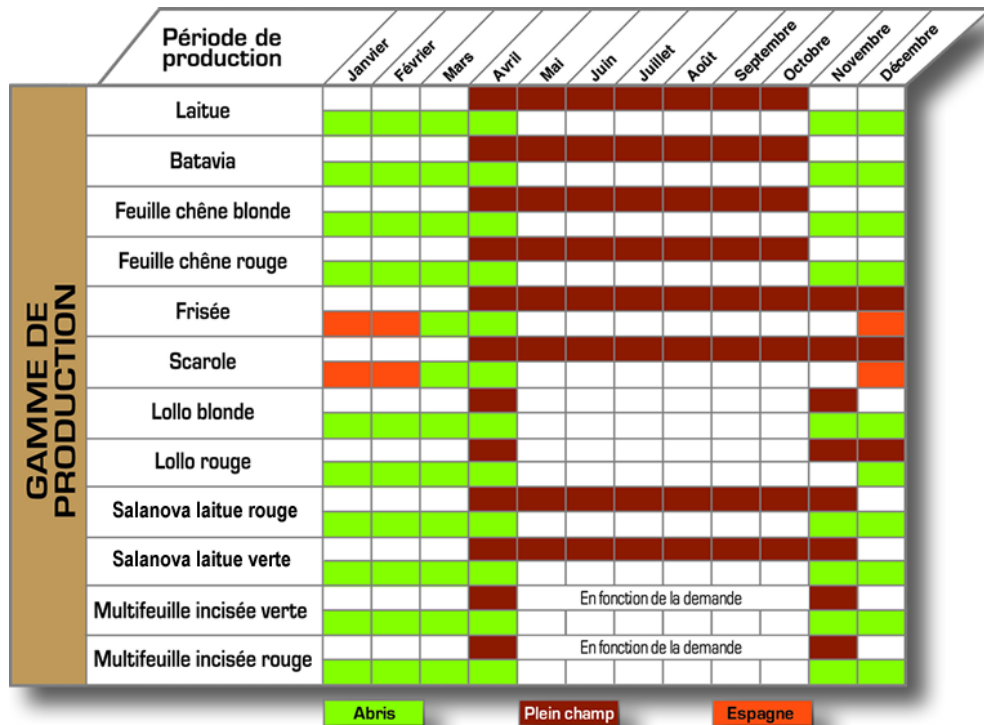 Période de
production
Janvier
Février
Mars
Avril
Mai
Juin
Juillet
Août
Septembre
Octobre
Novembre
Décembre
GAMME DE
PRODUCTION
Laitue
Batavia
Feuille chêne blonde
Feuille chêne rouge
Frisée
Scarole
Lollo blonde
Lollo rouge
Salanova laitue rouge
Salanova laitue verte
Multifeuille incisée verte
En fonction de la demande
Multifeuille incisée rouge
En fonction de la demande
Abris
Plein champ
Espagne